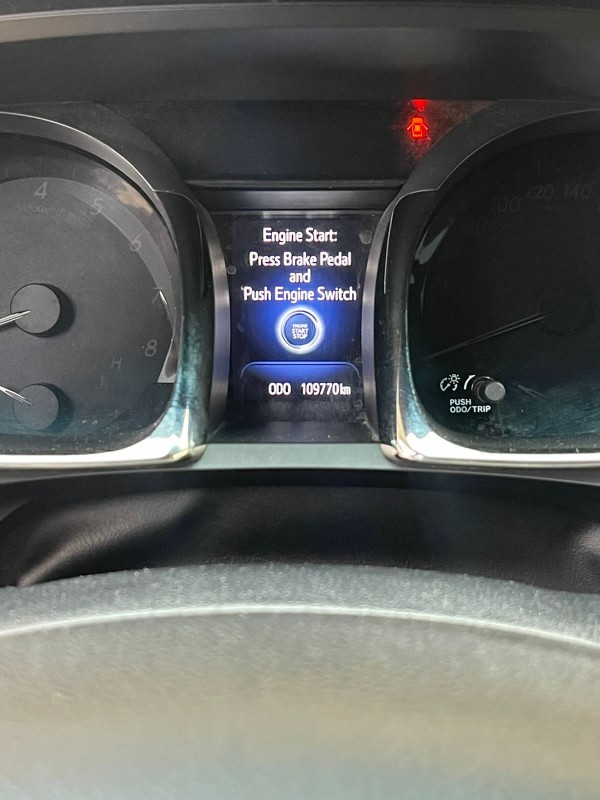 Engine Start:
Press Brake Pedal
and
Push Engine Switch
ENGINE
START
STOP
ODO 109770km
4
5
6
7
8
H
100 120 140
PUSH
ODO/TRIP